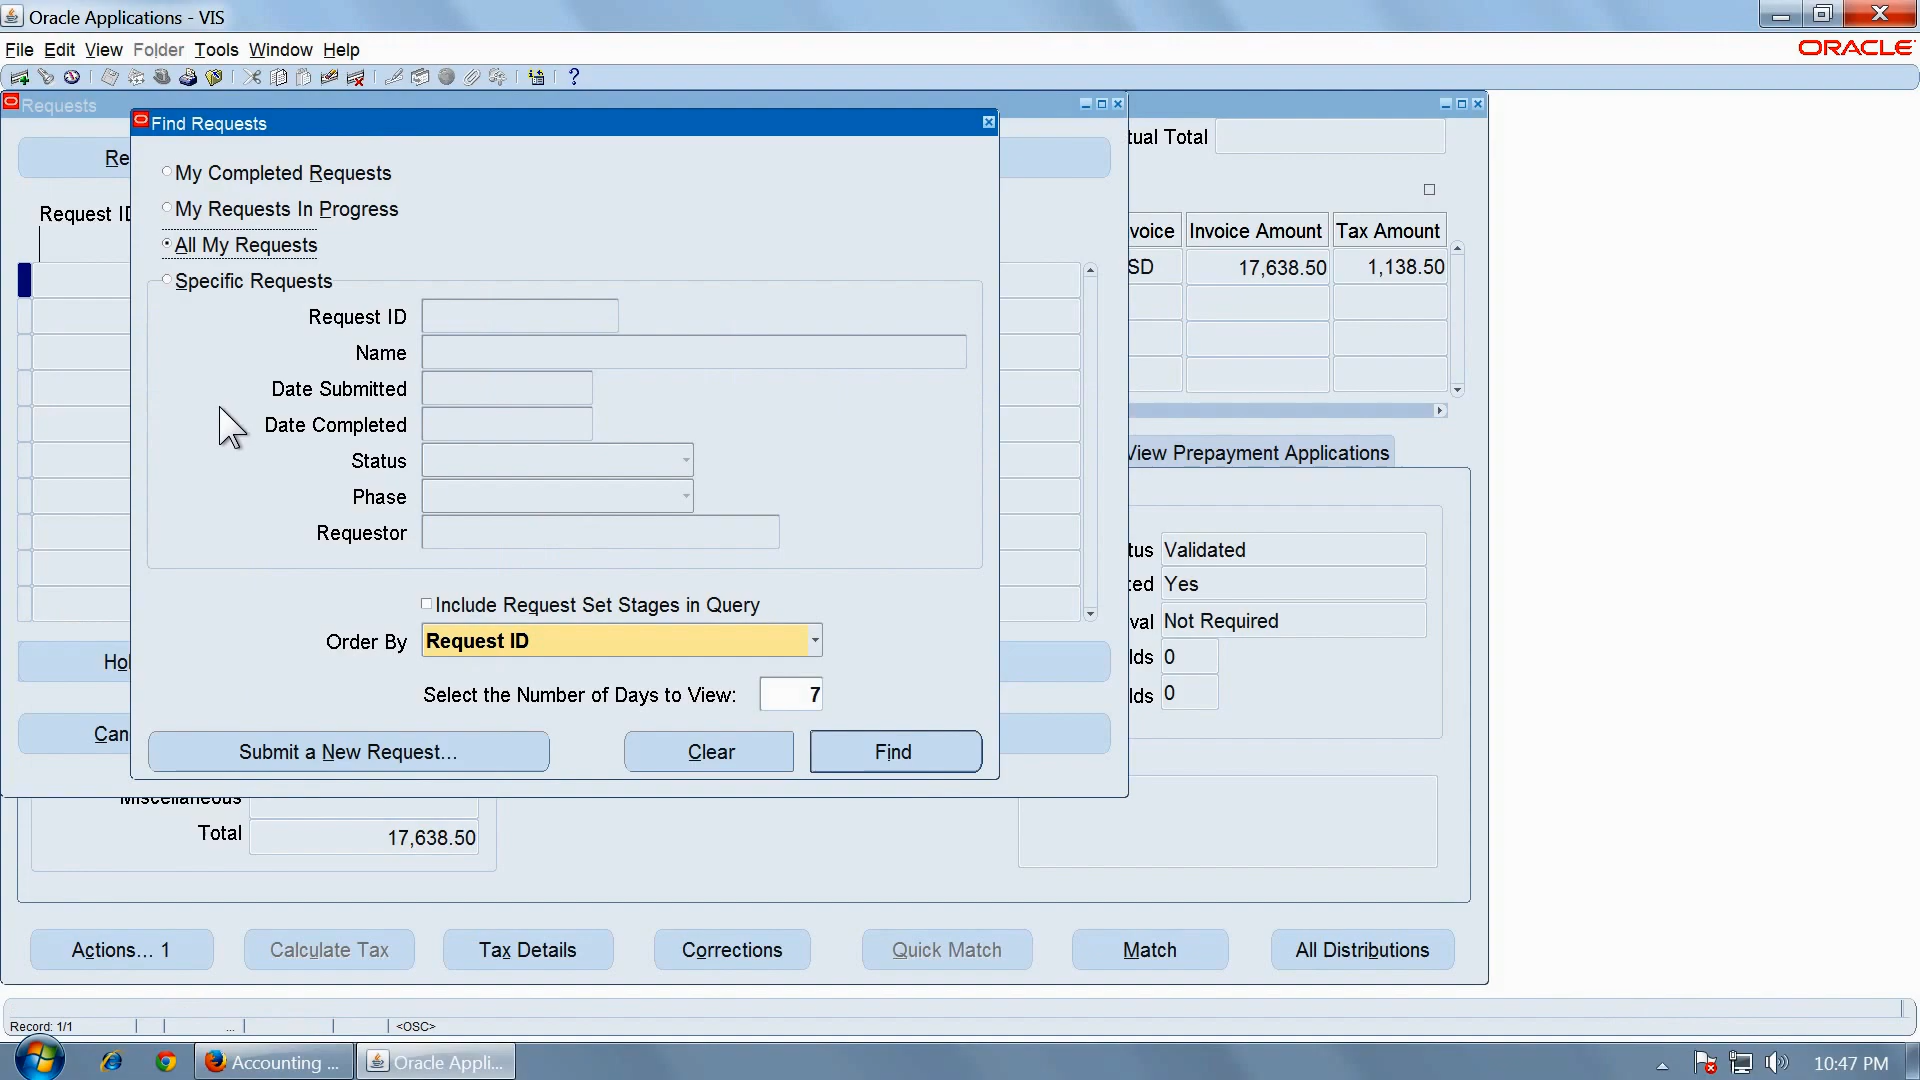 Oracle Applications - VIS
File Edit View Folder Tools Window Help
ORACLE
Requests
Find Requests
tual Total
My Completed Requests
Re
My Requests In Progress
Request ID
All My Requests
voice Invoice Amount Tax Amount
SD 17,638.50 1,138.50
Specific Requests
Request ID
Name
Date Submitted
Date Completed
Status
Phase
Requestor
View Prepayment Applications
tus Validated
ted Yes
val Not Required
lds 0
lds 0
Include Request Set Stages in Query
Order By Request ID
Hol
Select the Number of Days to View: 7
Can
Submit a New Request... Clear Find
Miscellaneous
Total 17,638.50
Actions... 1 Calculate Tax Tax Details Corrections Quick Match Match All Distributions
Record: 1/1 ... <OSC>
Accounting ... Oracle Appli... 10:47 PM